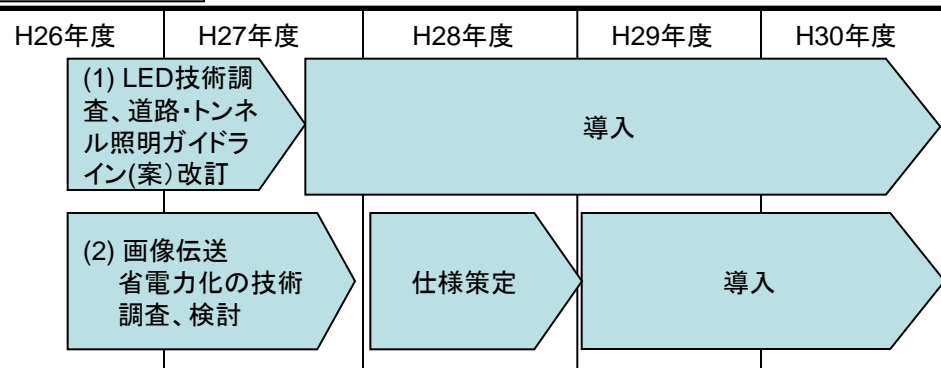 H26年度 H27年度 H28年度 H29年度 H30年度
(1) LED技術調
査、道路・トンネ
ル照明ガイドラ
イン(案)改訂
導入
(2) 画像伝送
省電力化の技術
調査、検討
仕様策定
導入